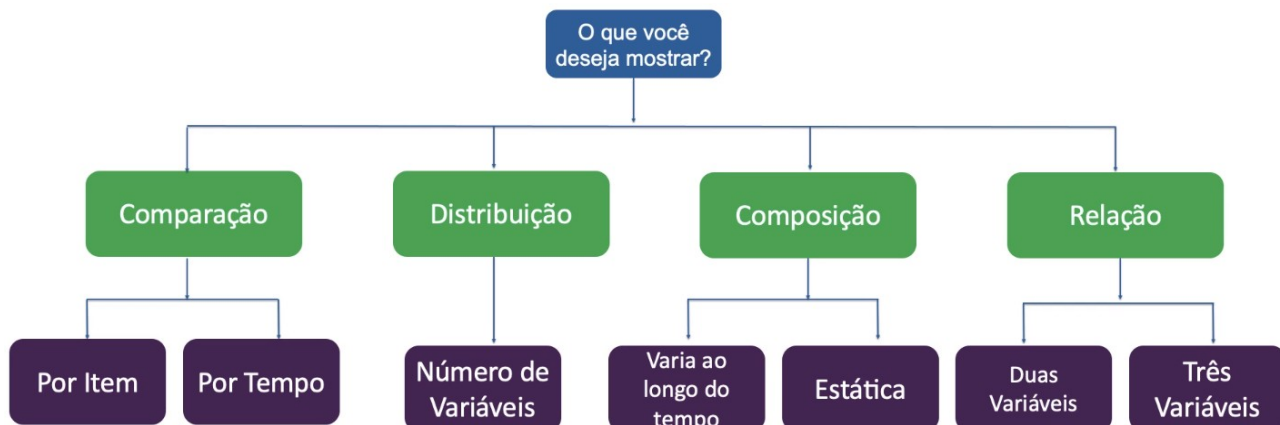 O que você
deseja mostrar?
Comparação
Distribuição
Composição
Relação
Por Item
Por Tempo
Número de
Variáveis
Varia ao
longo do
tempo
Estática
Duas
Variáveis
Três
Variáveis